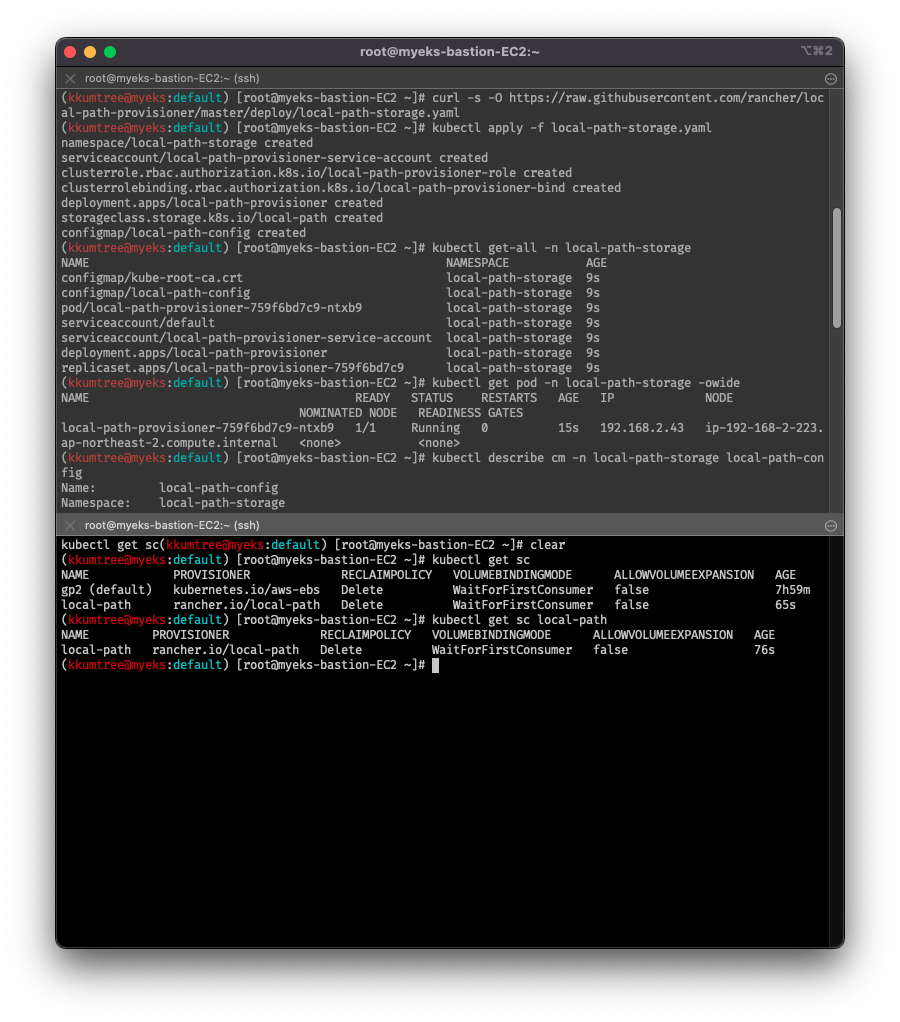 root@myeks-bastion-EC2:~
⌥⌘2
root@myeks-bastion-EC2:~ (ssh)
(kkumtree@myeks:default) [root@myeks-bastion-EC2 ~]# curl -s -O https://raw.githubusercontent.com/rancher/loc
al-path-provisioner/master/deploy/local-path-storage.yaml
(kkumtree@myeks:default) [root@myeks-bastion-EC2 ~]# kubectl apply -f local-path-storage.yaml
namespace/local-path-storage created
serviceaccount/local-path-provisioner-service-account created
clusterrole.rbac.authorization.k8s.io/local-path-provisioner-role created
clusterrolebinding.rbac.authorization.k8s.io/local-path-provisioner-bind created
deployment.apps/local-path-provisioner created
storageclass.storage.k8s.io/local-path created
configmap/local-path-config created
(kkumtree@myeks:default) [root@myeks-bastion-EC2 ~]# kubectl get-all -n local-path-storage
NAME                                                   NAMESPACE           AGE
configmap/kube-root-ca.crt                             local-path-storage  9s
configmap/local-path-config                            local-path-storage  9s
pod/local-path-provisioner-759f6bd7c9-ntxb9            local-path-storage  9s
serviceaccount/default                                 local-path-storage  9s
serviceaccount/local-path-provisioner-service-account  local-path-storage  9s
deployment.apps/local-path-provisioner                 local-path-storage  9s
replicaset.apps/local-path-provisioner-759f6bd7c9      local-path-storage  9s
(kkumtree@myeks:default) [root@myeks-bastion-EC2 ~]# kubectl get pod -n local-path-storage -owide
NAME                                      READY   STATUS    RESTARTS   AGE   IP             NODE
                                  NOMINATED NODE   READINESS GATES
local-path-provisioner-759f6bd7c9-ntxb9   1/1     Running   0          15s   192.168.2.43   ip-192-168-2-223.
ap-northeast-2.compute.internal   <none>           <none>
(kkumtree@myeks:default) [root@myeks-bastion-EC2 ~]# kubectl describe cm -n local-path-storage local-path-con
fig
Name:         local-path-config
Namespace:    local-path-storage
root@myeks-bastion-EC2:~ (ssh)
kubectl get sc(kkumtree@myeks:default) [root@myeks-bastion-EC2 ~]# clear
(kkumtree@myeks:default) [root@myeks-bastion-EC2 ~]# kubectl get sc
NAME            PROVISIONER             RECLAIMPOLICY   VOLUMEBINDINGMODE      ALLOWVOLUMEEXPANSION   AGE
gp2 (default)   kubernetes.io/aws-ebs   Delete          WaitForFirstConsumer   false                  7h59m
local-path      rancher.io/local-path   Delete          WaitForFirstConsumer   false                  65s
(kkumtree@myeks:default) [root@myeks-bastion-EC2 ~]# kubectl get sc local-path
NAME         PROVISIONER             RECLAIMPOLICY   VOLUMEBINDINGMODE      ALLOWVOLUMEEXPANSION   AGE
local-path   rancher.io/local-path   Delete          WaitForFirstConsumer   false                  76s
(kkumtree@myeks:default) [root@myeks-bastion-EC2 ~]#